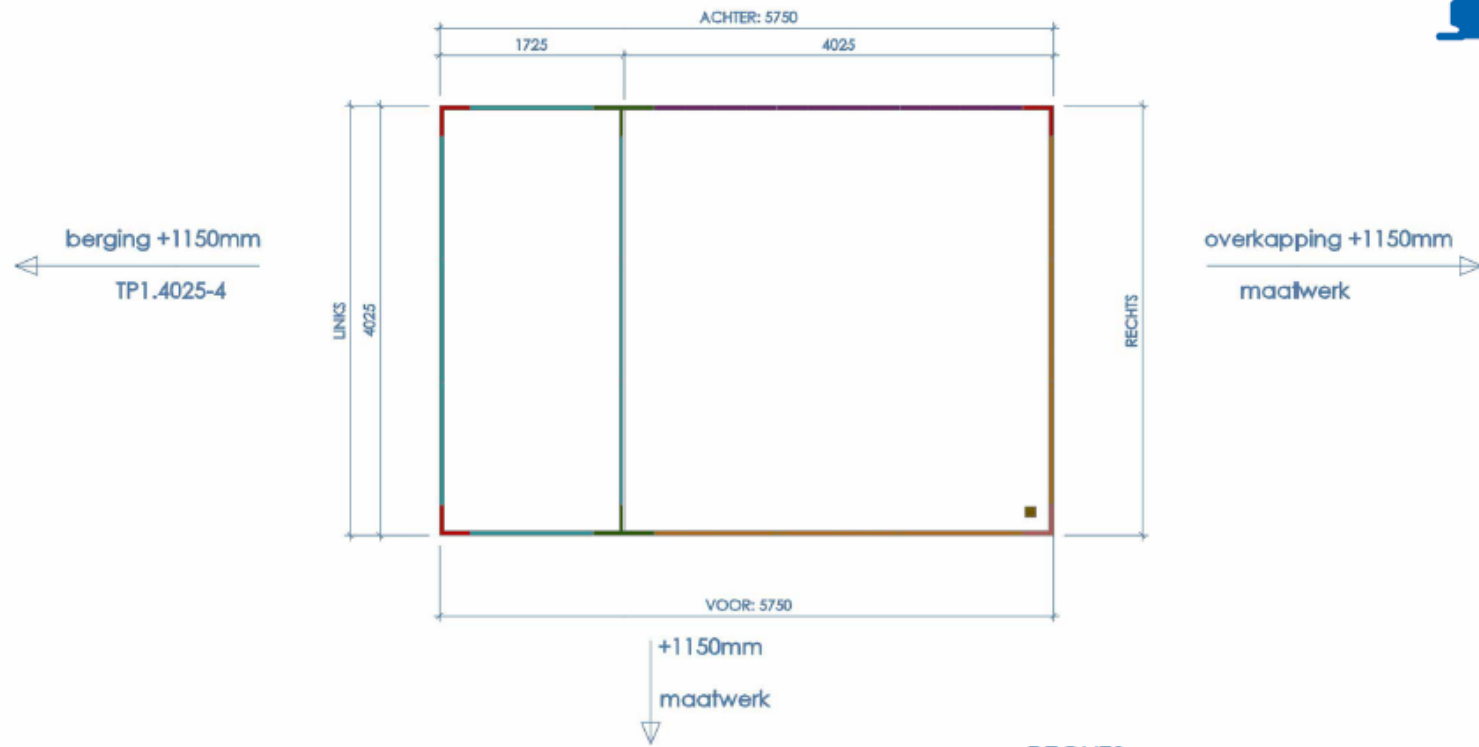 ACHTER: 5750
1725
4025
berging +1150mm
TP1.4025-4
LINKS
4025
RECHTS
overkapping +1150mm
maatwerk
VOOR: 5750
+1150mm
maatwerk